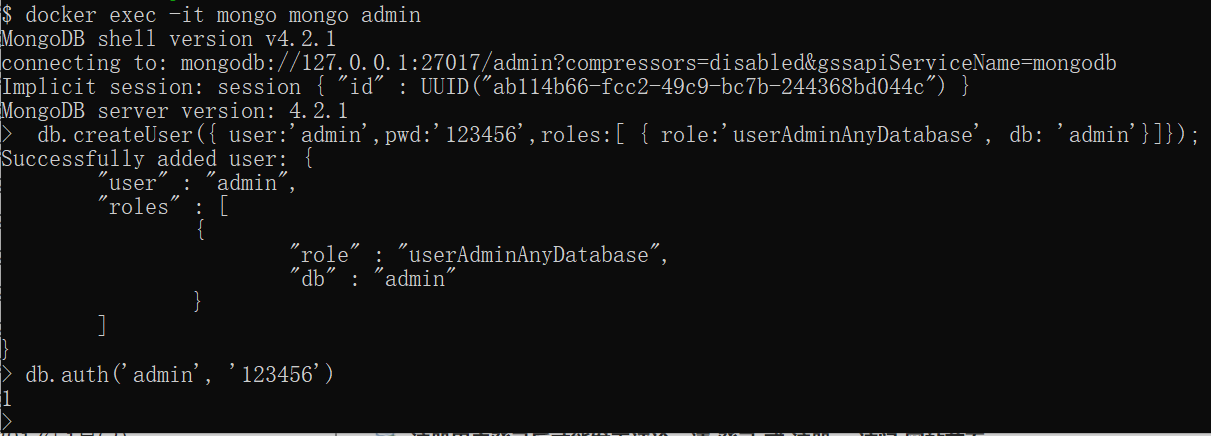 $ docker exec -it mongo mongo admin
MongoDB shell version v4.2.1
connecting to: mongodb://127.0.0.1:27017/admin?compressors=disabled&gssapiServiceName=mongodb
Implicit session: session { "id" : UUID("ab114b66-fcc2-49c9-bc7b-244368bd044c") }
MongoDB server version: 4.2.1
>  db.createUser({ user:'admin',pwd:'123456',roles:[ { role:'userAdminAnyDatabase', db: 'admin'}]});
Successfully added user: {
        "user" : "admin",
        "roles" : [
                {
                        "role" : "userAdminAnyDatabase",
                        "db" : "admin"
                }
        ]
}
> db.auth('admin', '123456')
1
>